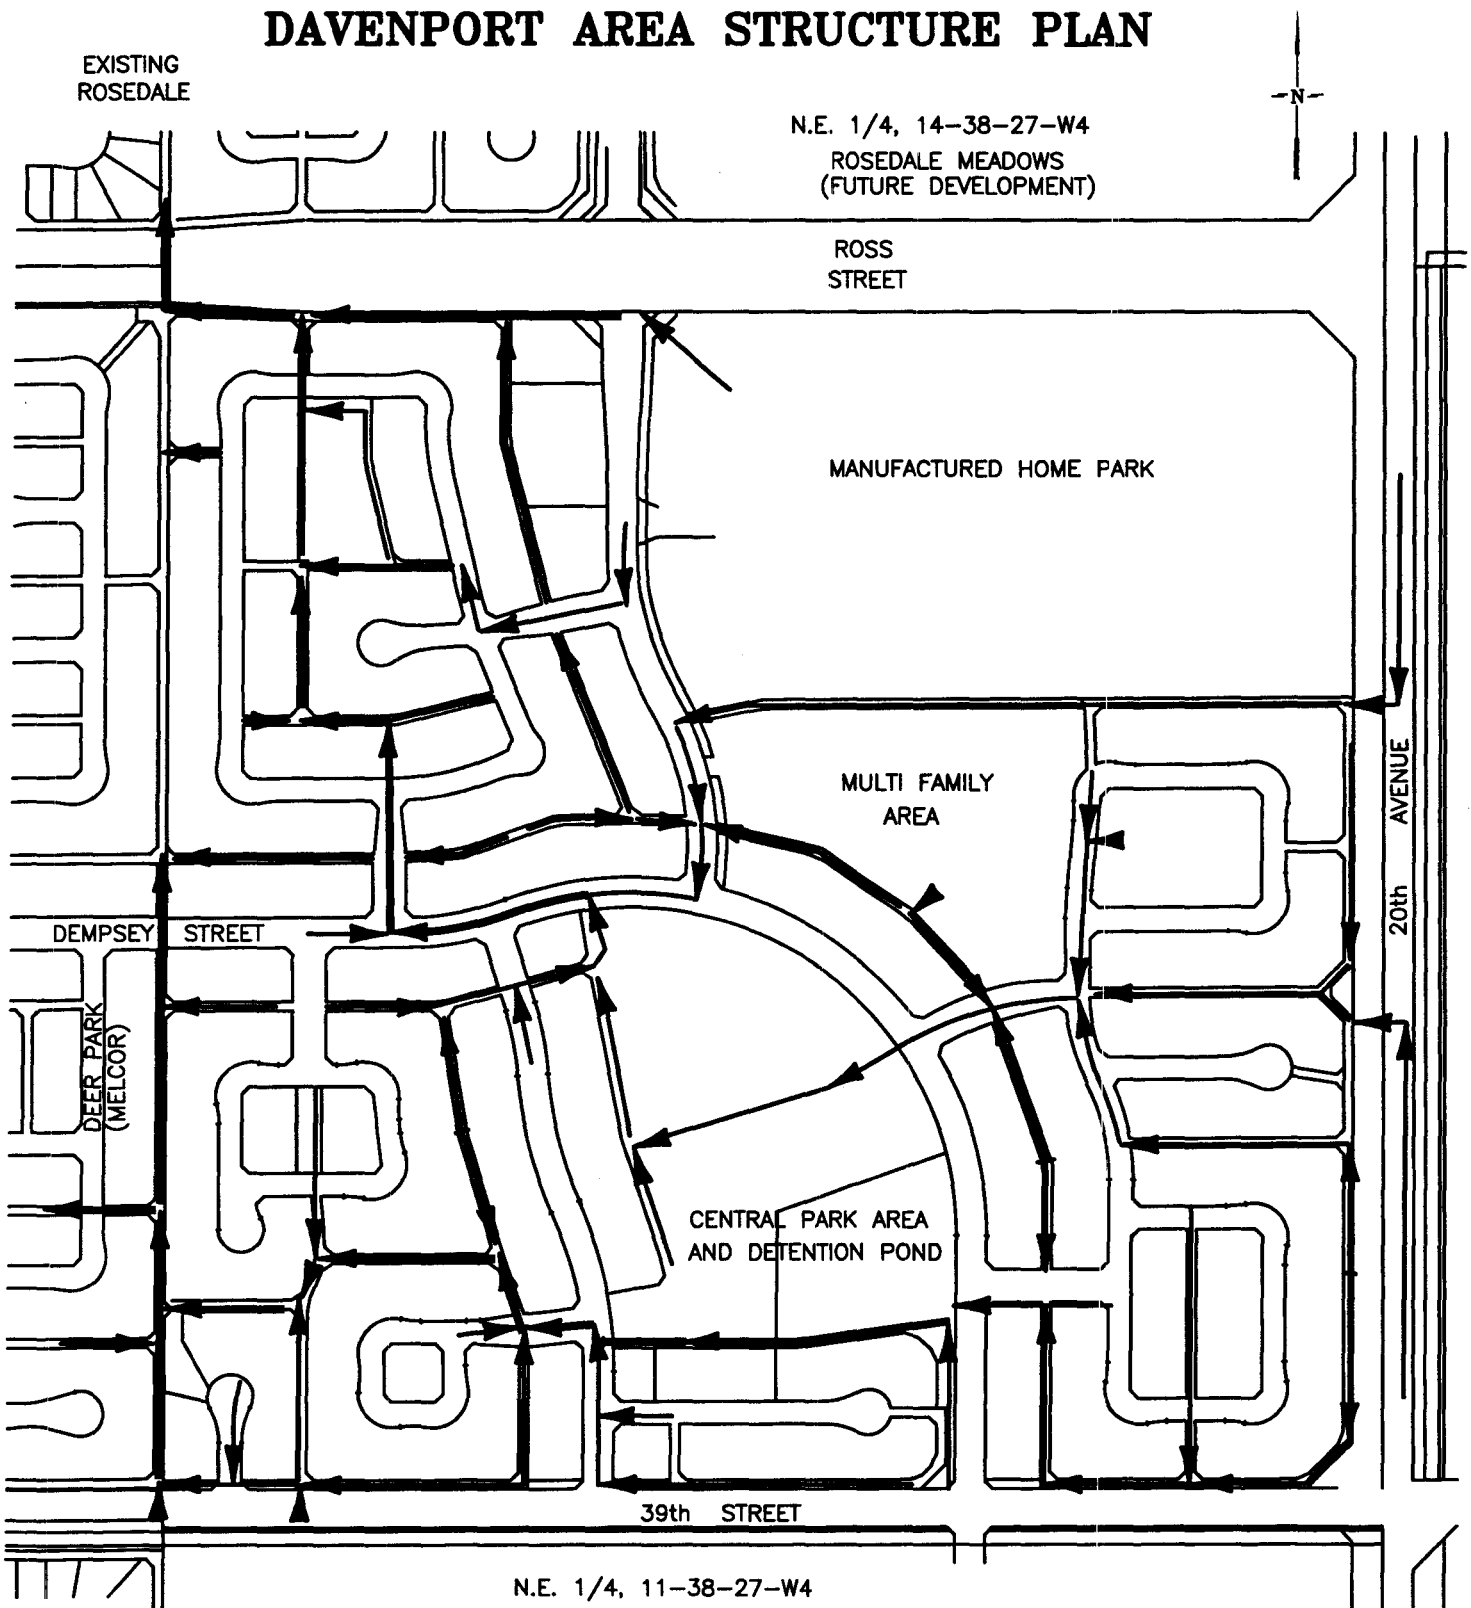 DAVENPORT AREA STRUCTURE PLAN
EXISTING
ROSEDALE
N
N.E. 1/4, 14-38-27-W4
ROSEDALE MEADOWS
(FUTURE DEVELOPMENT)
ROSS
STREET
MANUFACTURED HOME PARK
MULTI FAMILY
AREA
20th AVENUE
DEMPSEY STREET
DEER PARK
(MELCOR)
CENTRAL PARK AREA
AND DETENTION POND
39th STREET
N.E. 1/4, 11-38-27-W4